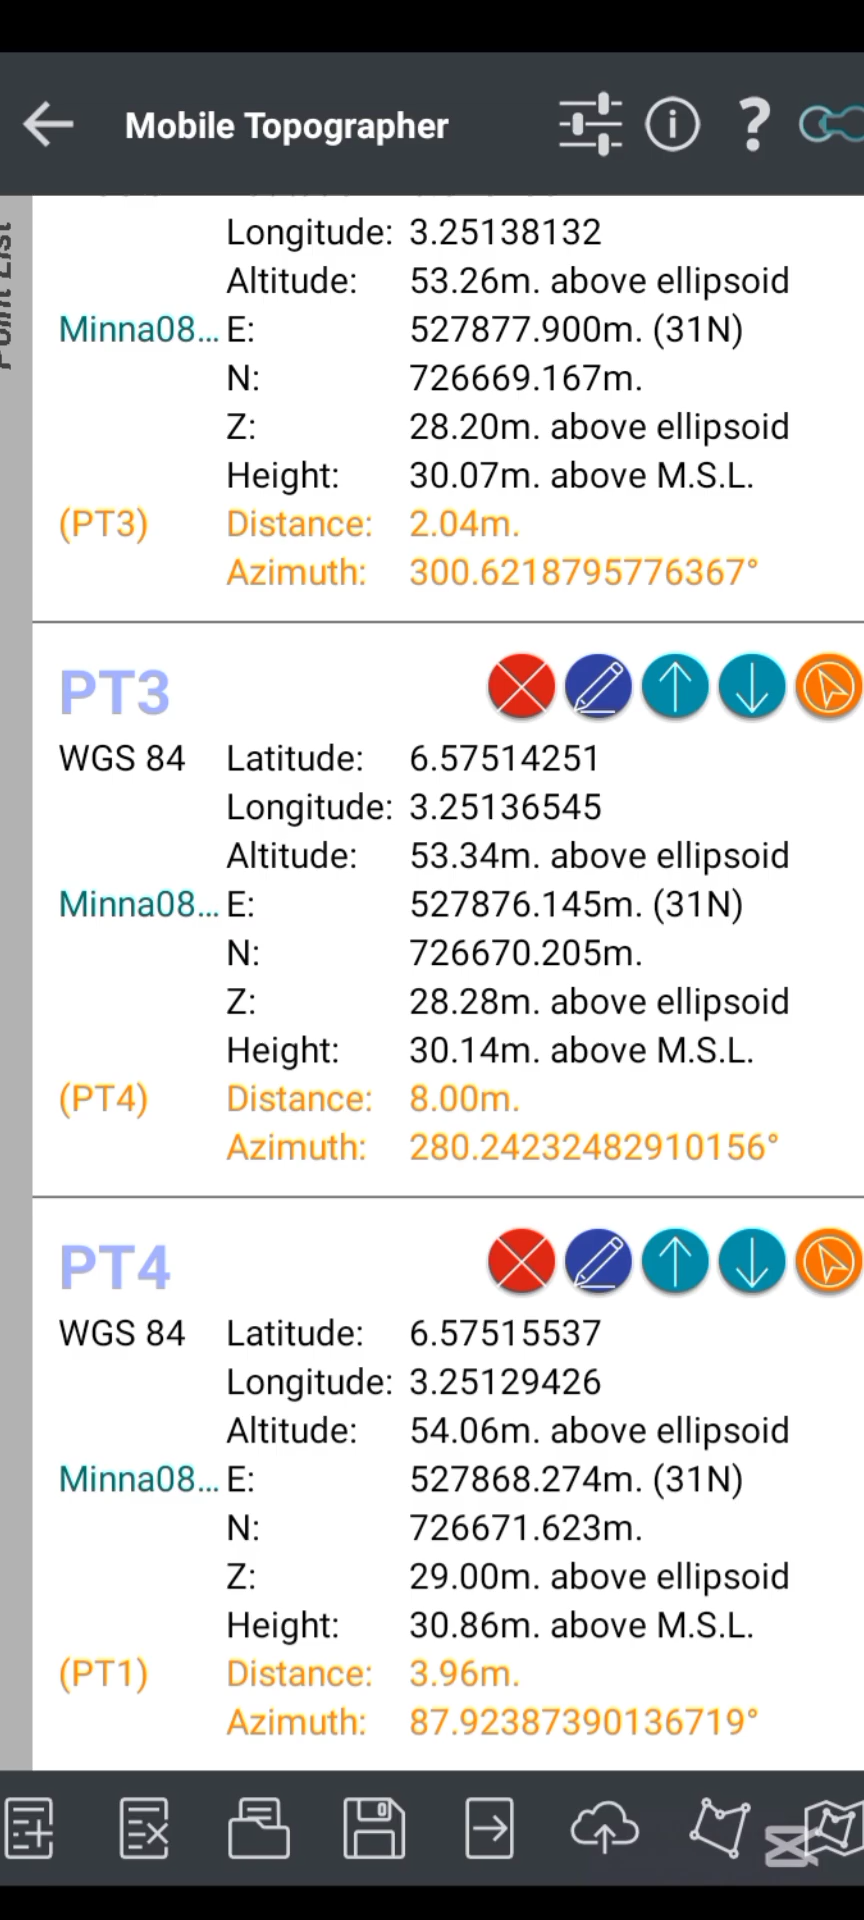 Mobile Topographer
Point List
Longitude: 3.25138132
Altitude: 53.26m. above ellipsoid
Minna08... E: 527877.900m. (31N)
N: 726669.167m.
Z: 28.20m. above ellipsoid
Height: 30.07m. above M.S.L.
(PT3) Distance: 2.04m.
Azimuth: 300.6218795776367°
PT3
WGS 84 Latitude: 6.57514251
Longitude: 3.25136545
Altitude: 53.34m. above ellipsoid
Minna08... E: 527876.145m. (31N)
N: 726670.205m.
Z: 28.28m. above ellipsoid
Height: 30.14m. above M.S.L.
(PT4) Distance: 8.00m.
Azimuth: 280.24232482910156°
PT4
WGS 84 Latitude: 6.57515537
Longitude: 3.25129426
Altitude: 54.06m. above ellipsoid
Minna08... E: 527868.274m. (31N)
N: 726671.623m.
Z: 29.00m. above ellipsoid
Height: 30.86m. above M.S.L.
(PT1) Distance: 3.96m.
Azimuth: 87.92387390136719°